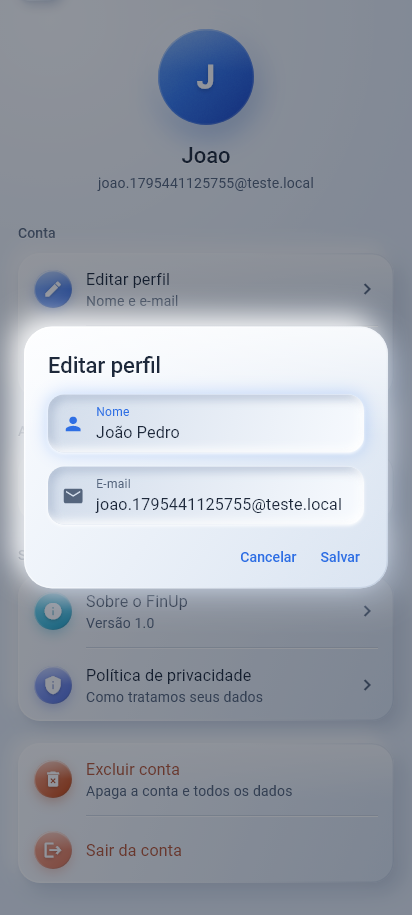 J
Joao
joao.1795441125755@teste.local
Conta
Editar perfil
Nome e e-mail
Editar perfil
Nome
João Pedro
E-mail
joao.1795441125755@teste.local
Cancelar
Salvar
Sobre o FinUp
Versão 1.0
Política de privacidade
Como tratamos seus dados
Excluir conta
Apaga a conta e todos os dados
Sair da conta